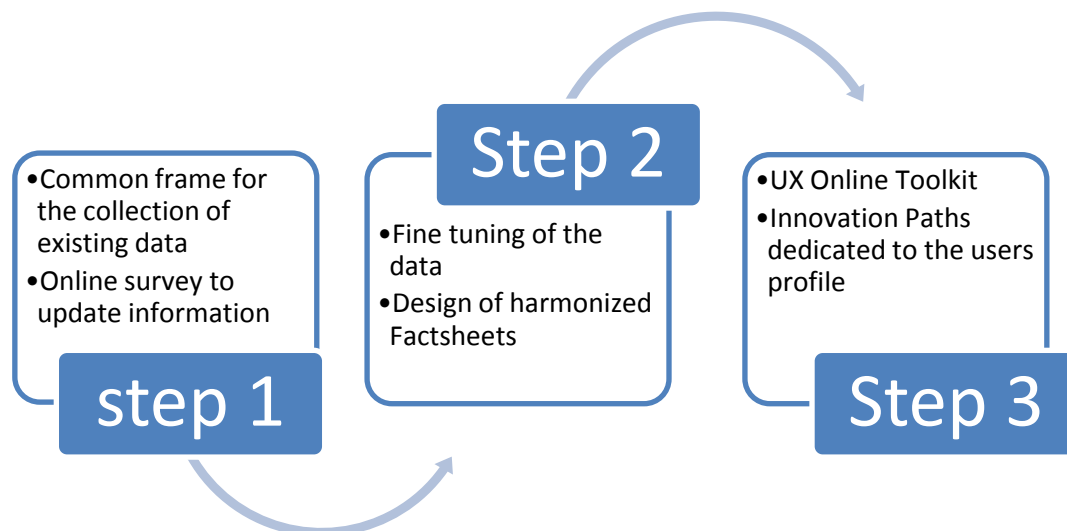 •Common frame for
the collection of
existing data
•Online survey to
update information
step 1
Step 2
•Fine tuning of the
data
•Design of harmonized
Factsheets
•UX Online Toolkit
•Innovation Paths
dedicated to the users
profile
Step 3